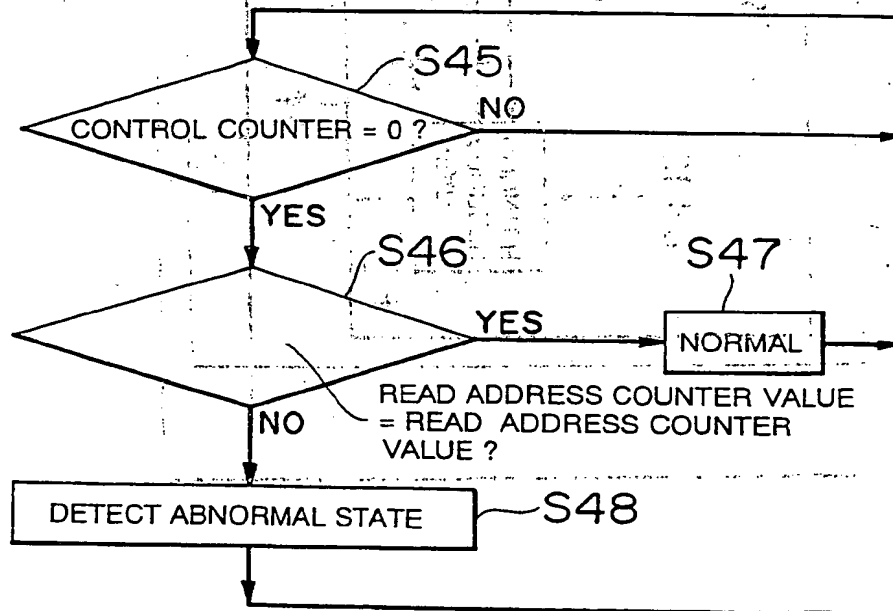 S45
CONTROL COUNTER = 0 ?
NO
YES
S46
S47
YES
NORMAL
READ ADDRESS COUNTER VALUE
= READ ADDRESS COUNTER
VALUE ?
NO
DETECT ABNORMAL STATE
S48